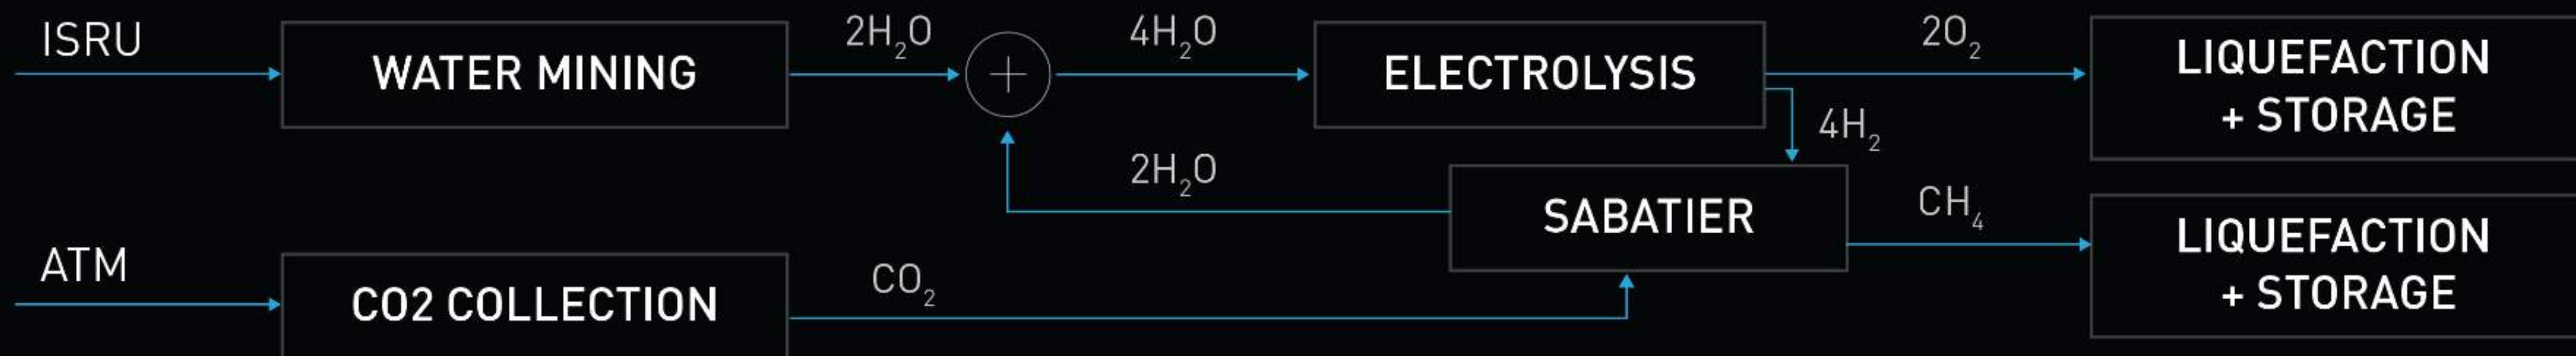 ISRU
WATER MINING
2H₂O
4H₂O
ELECTROLYSIS
2O₂
LIQUEFACTION
+ STORAGE
4H₂
2H₂O
SABATIER
CH₄
LIQUEFACTION
+ STORAGE
ATM
CO2 COLLECTION
CO₂